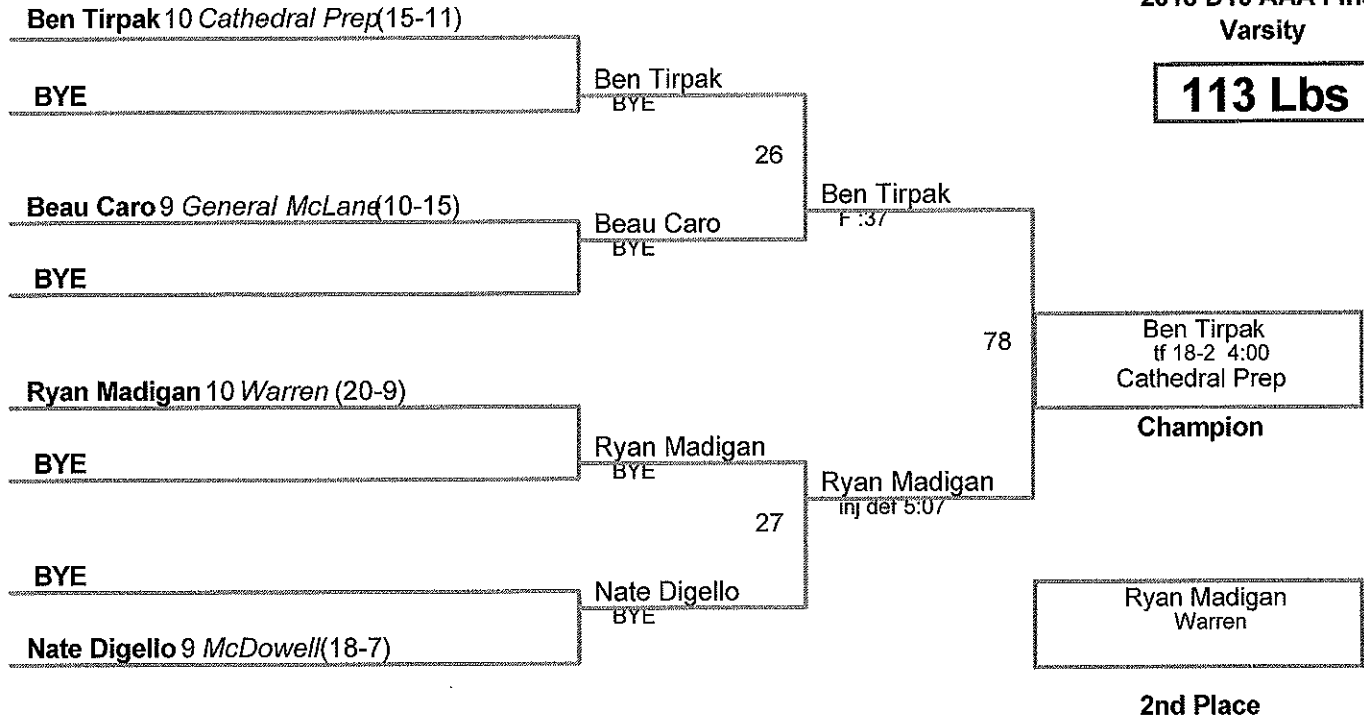 2016 D10 AAA
Varsity
113 Lbs
Ben Tirpak 10 Cathedral Prep(15-11)
BYE
Ben Tirpak
BYE
26
Beau Caro 9 General McLane(10-15)
BYE
Beau Caro
BYE
Ben Tirpak
F :37
78
Ben Tirpak
tf 18-2 4:00
Cathedral Prep
Champion
Ryan Madigan 10 Warren (20-9)
BYE
Ryan Madigan
BYE
27
Ryan Madigan
inj def 5:07
BYE
Nate Digello 9 McDowell(18-7)
Nate Digello
BYE
Ryan Madigan
Warren
2nd Place